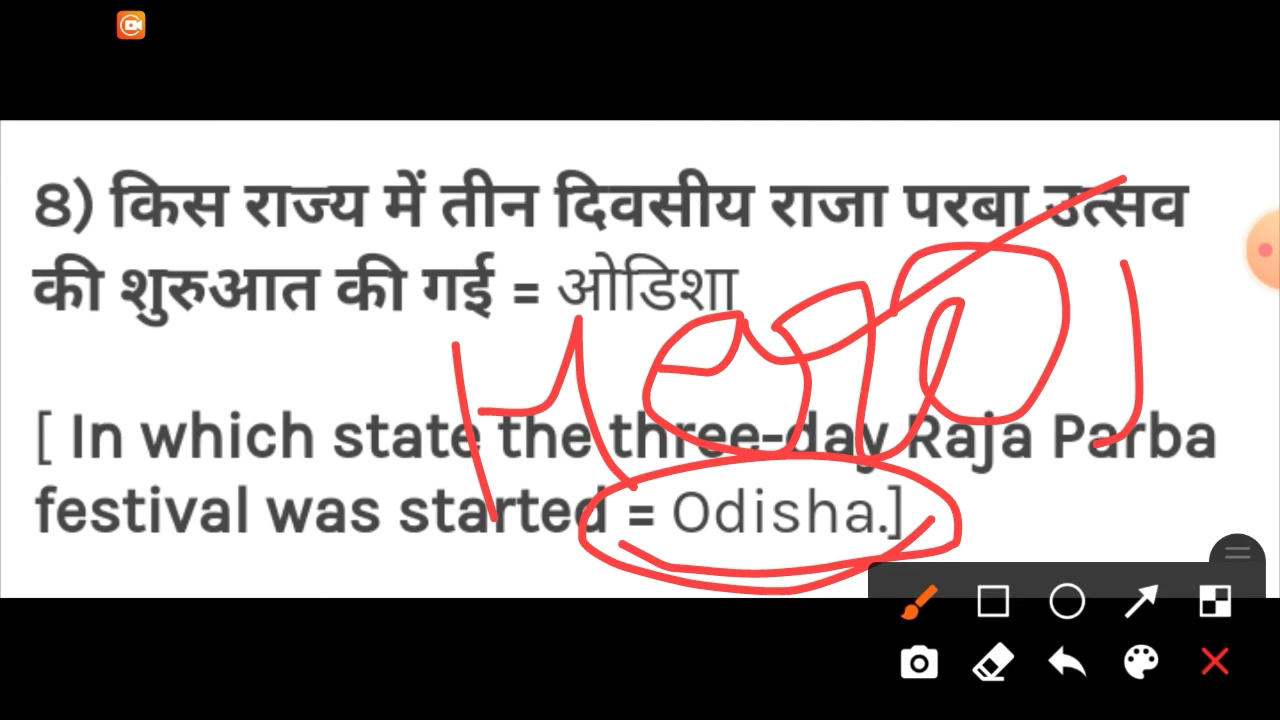 8) किस राज्य में तीन दिवसीय राजा परबा उत्सव
की शुरुआत की गई = ओडिशा
[ In which state the three-day Raja Parba
festival was started = Odisha.]